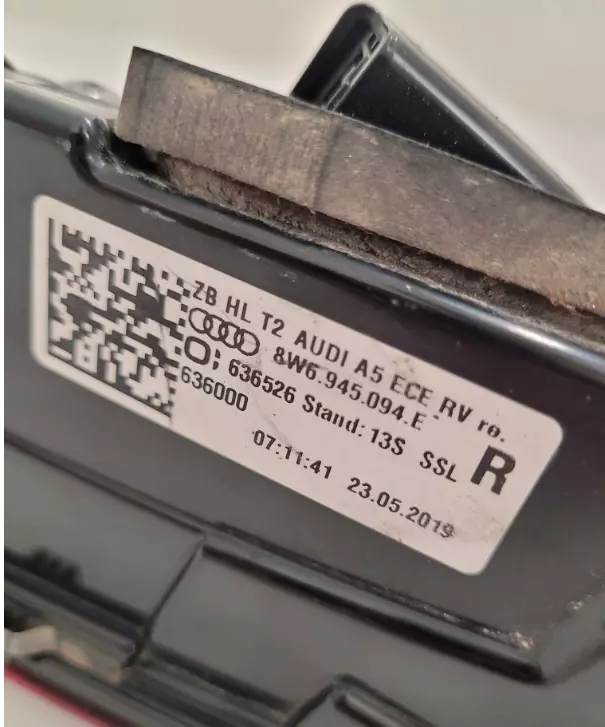 ZB HL T2 AUDI A5 ECE RV re.
8W6.945.094.E
636526 Stand: 13S SSL R
636000
07:11:41 23.05.2019